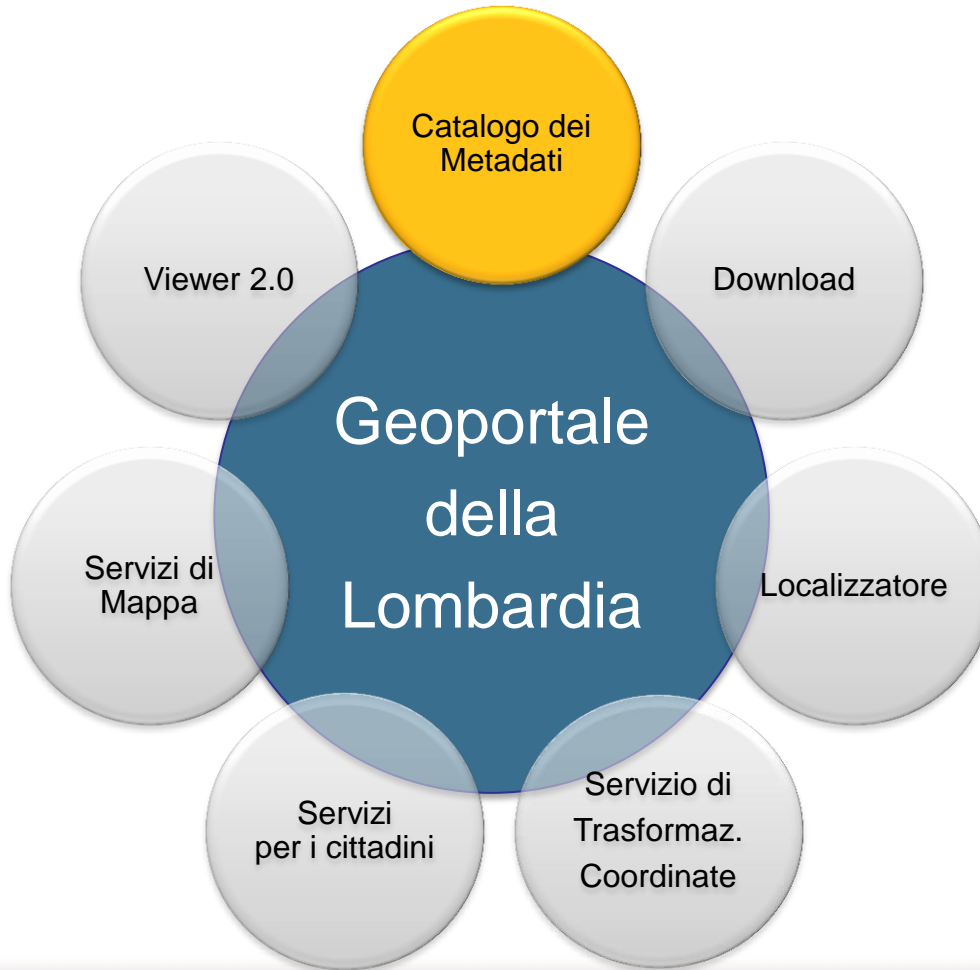 Catalogo dei
Metadati
Viewer 2.0
Download
Geoportale
della
Lombardia
Servizi di
Mappa
Localizzatore
Servizi
per i cittadini
Servizio di
Trasformaz.
Coordinate